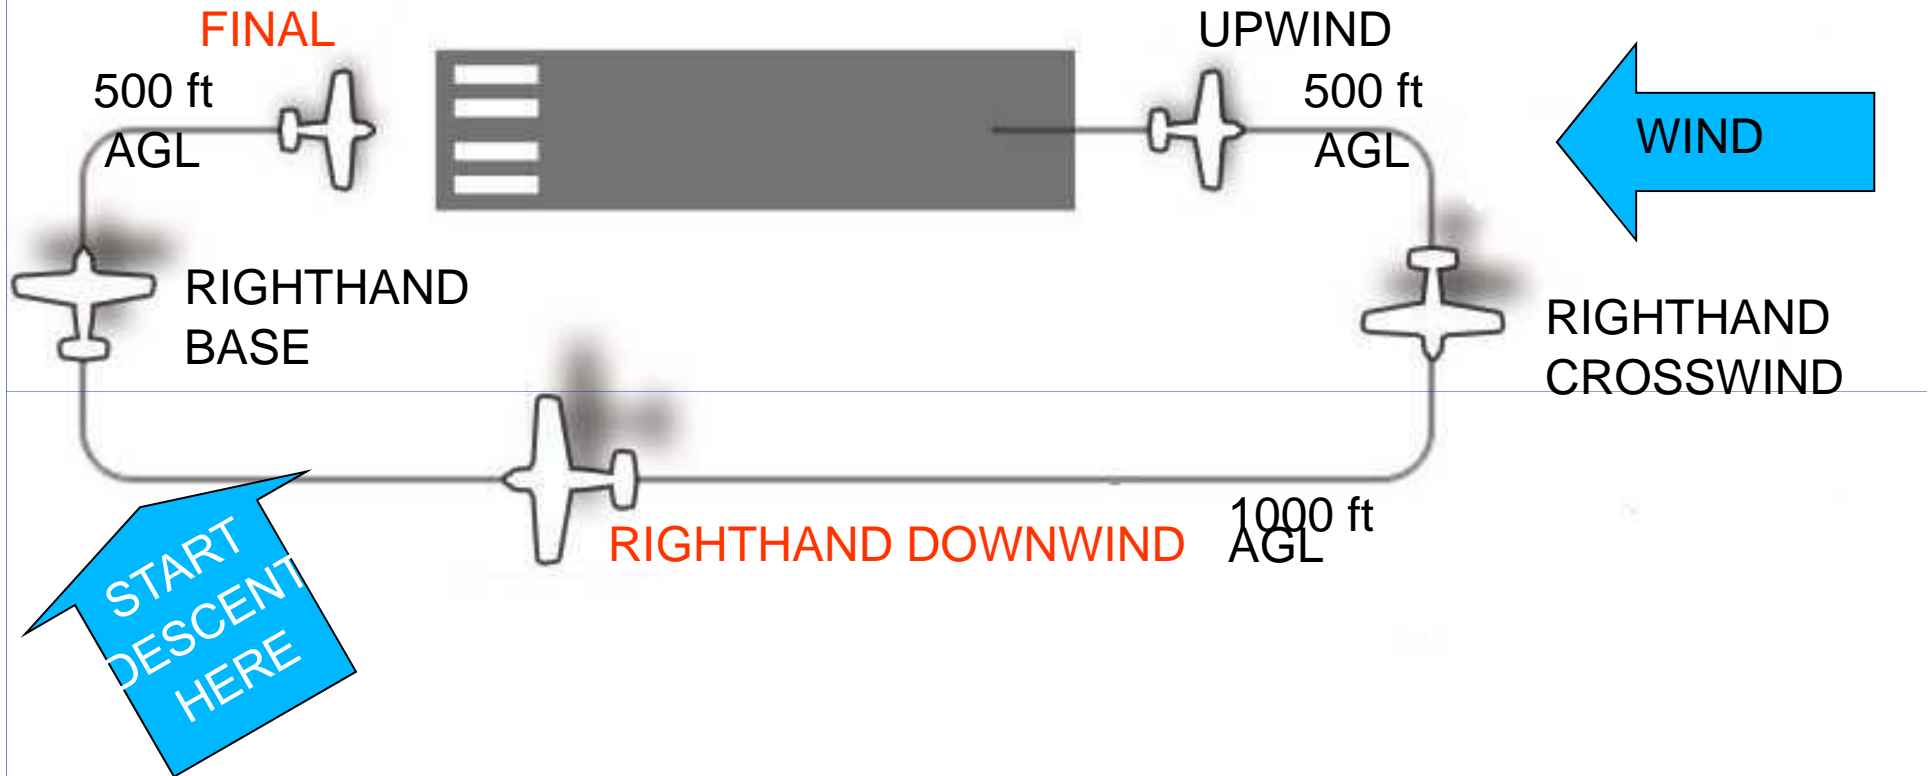 FINAL
500 ft
AGL
UPWIND
500 ft
AGL
WIND
RIGHTHAND
BASE
RIGHTHAND
CROSSWIND
RIGHTHAND DOWNWIND
1000 ft
AGL
START
DESCENT
HERE